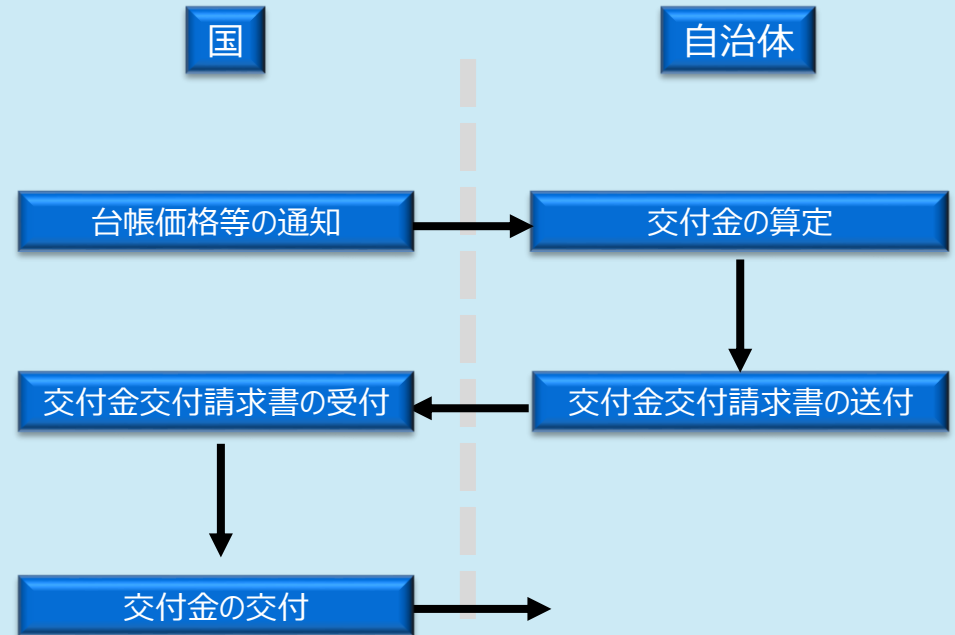 国
自治体
台帳価格等の通知
交付金の算定
交付金交付請求書の受付
交付金交付請求書の送付
交付金の交付